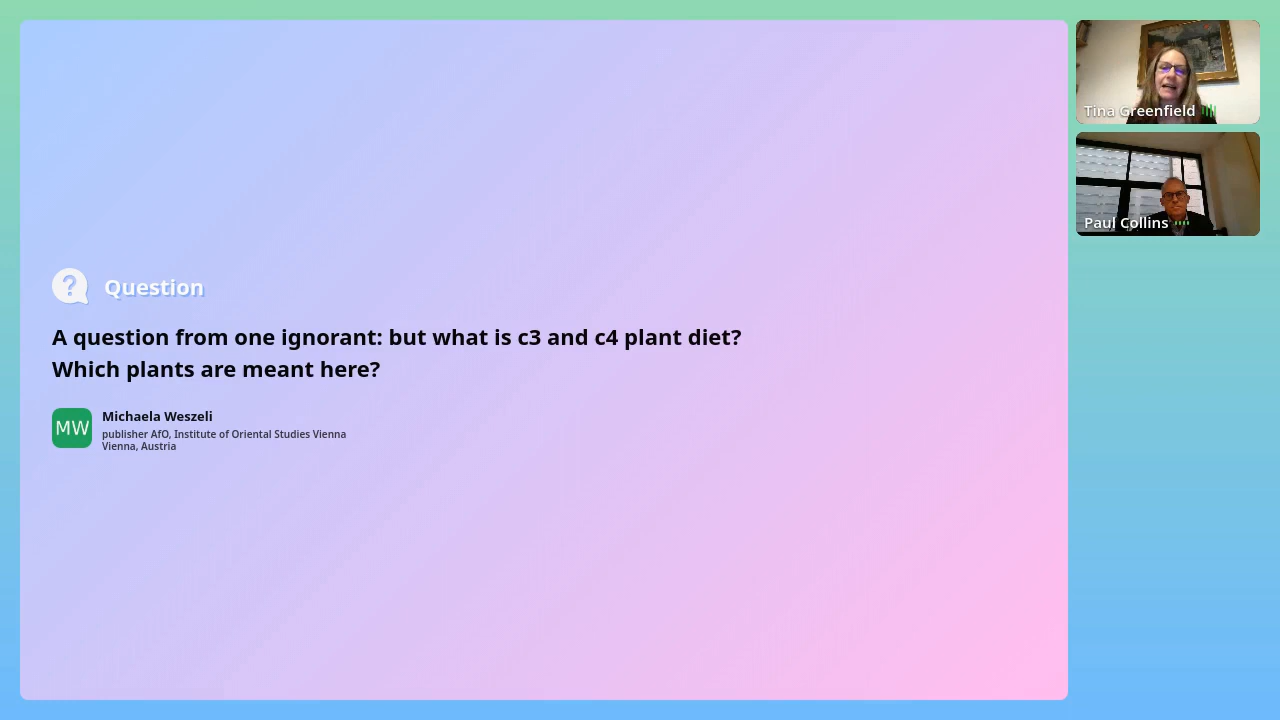 Question
A question from one ignorant: but what is c3 and c4 plant diet?
Which plants are meant here?
MW
Michaela Weszeli
publisher AfO, Institute of Oriental Studies Vienna
Vienna, Austria
Tina Greenfield
Paul Collins